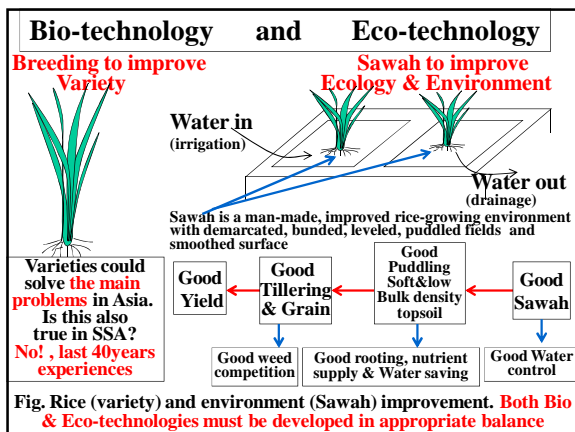 Bio-technology and Eco-technology
Breeding to improve
Variety
Sawah to improve
Ecology & Environment
Water in
(irrigation)
Water out
(drainage)
Sawah is a man-made, improved rice-growing environment
with demarcated, bunded, leveled, puddled fields and
smoothed surface
Varieties could
solve the main
problems in Asia.
Is this also
true in SSA?
No! , last 40years
experiences
Good
Yield
Good
Tillering
& Grain
Good
Puddling
Soft&low
Bulk density
topsoil
Good
Sawah
Good weed
competition
Good rooting, nutrient
supply & Water saving
Good Water
control
Fig. Rice (variety) and environment (Sawah) improvement. Both Bio
& Eco-technologies must be developed in appropriate balance